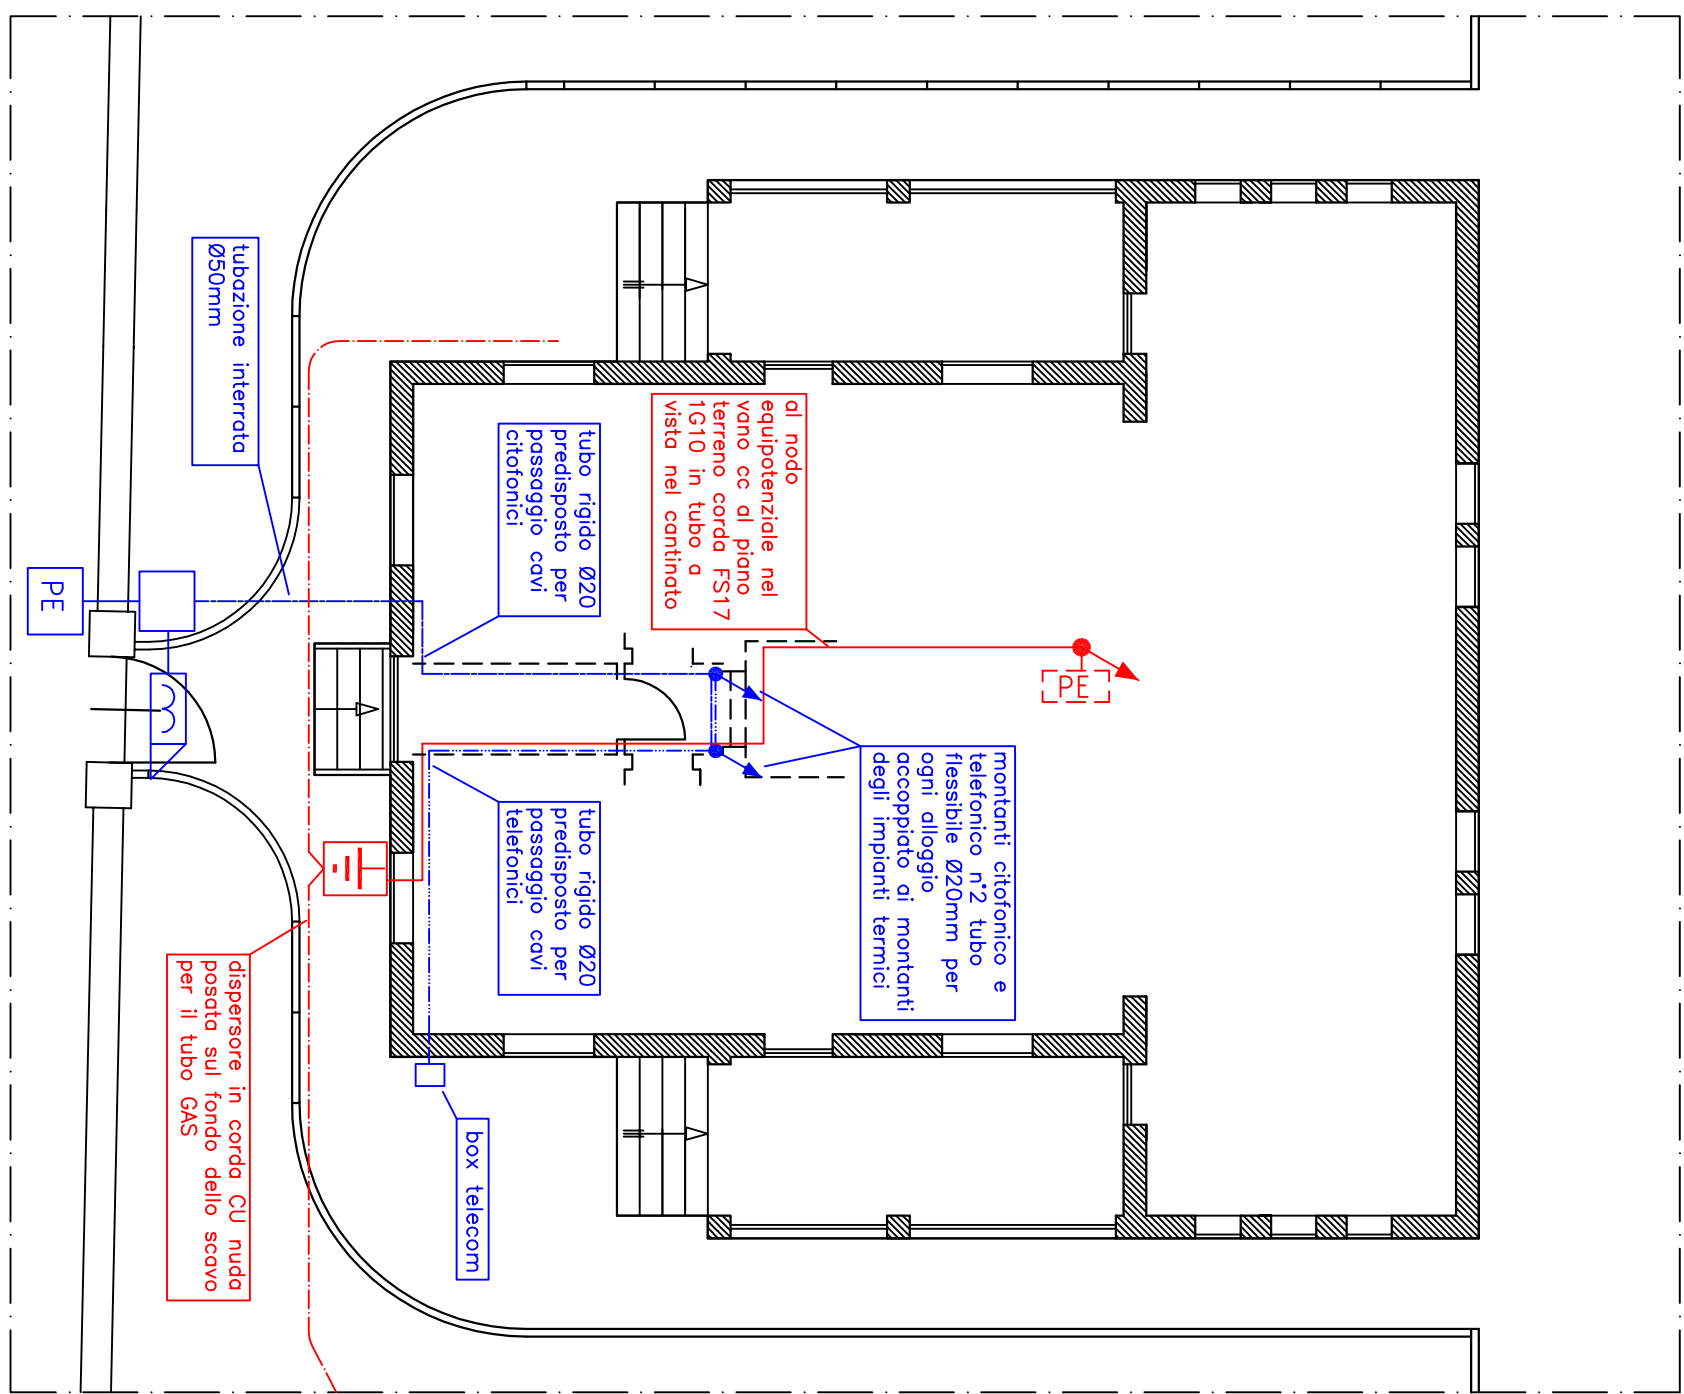 tubazione interrata
Ø50mm
PE
tubo rigido Ø20
predisposto per
passaggio cavi
citofonici
al nodo
equipotenziale nel
vano cc al piano
terreno corda FS17
1G10 in tubo a
vista nel cantinato
PE
montanti citofonico e
telefonico n°2 tubo
flessibile Ø20mm per
ogni alloggio
accoppiato ai montanti
degli impianti termici
tubo rigido Ø20
predisposto per
passaggio cavi
telefonici
dispersore in corda CU nuda
posata sul fondo dello scavo
per il tubo GAS
box telecom